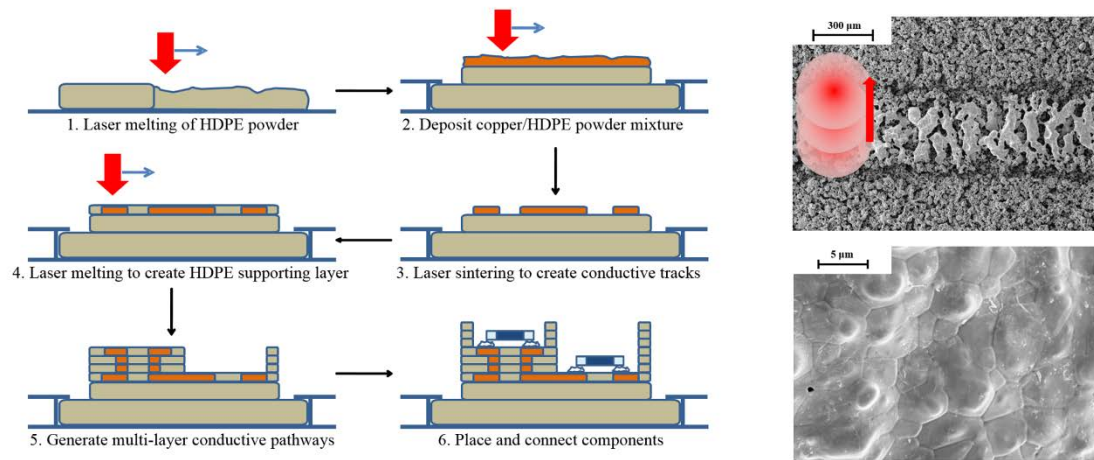 1. Laser melting of HDPE powder
2. Deposit copper/HDPE powder mixture
4. Laser melting to create HDPE supporting layer
3. Laser sintering to create conductive tracks
5. Generate multi-layer conductive pathways
6. Place and connect components
300 µm
5 µm